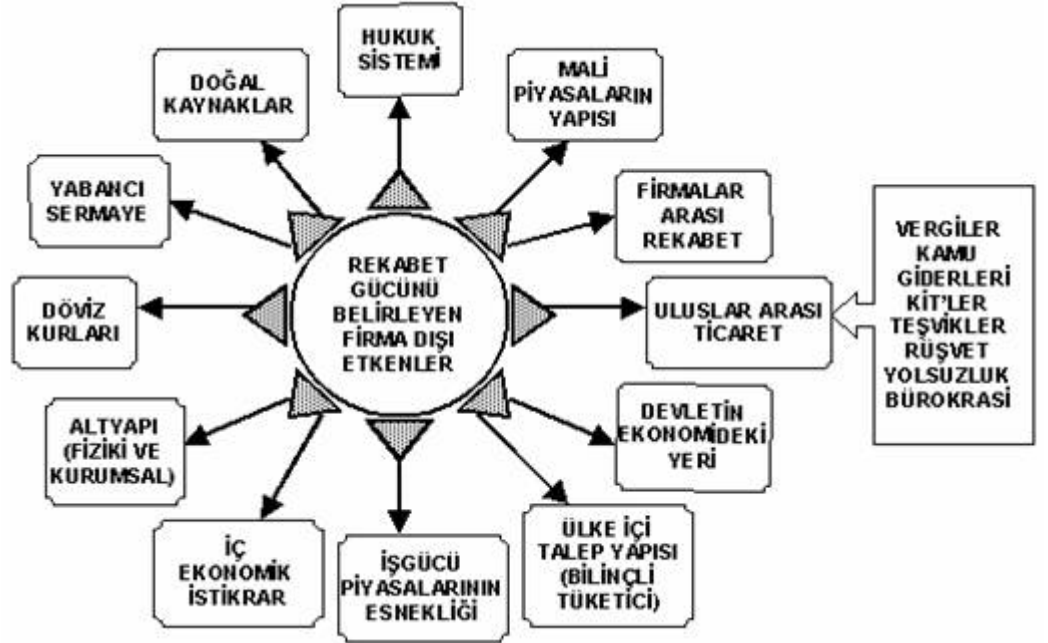 HUKUK
SİSTEMİ
MALİ
PİYASALARIN
YAPISI
FİRMALAR
ARASI
REKABET
ULUSLAR ARASI
TİCARET
VERGİLER
KAMU
GİDERLERİ
KİT'LER
TEŞVİKLER
RÜŞVET
YOLSUZLUK
BÜROKRASİ
DEVLETİN
EKONOMİDEKİ
YERİ
ÜLKE İÇİ
TALEP YAPISI
(BİLİNÇLİ
TÜKETİCİ)
İŞGÜCÜ
PİYASALARININ
ESNEKLİĞİ
İÇ
EKONOMİK
İSTİKRAR
ALTYAPI
(FİZİKİ VE
KURUMSAL)
DÖVİZ
KURLARI
YABANCI
SERMAYE
DOĞAL
KAYNAKLAR
REKABET
GÜCÜNÜ
BELİRLEYEN
FİRMA DIŞI
ETKENLER